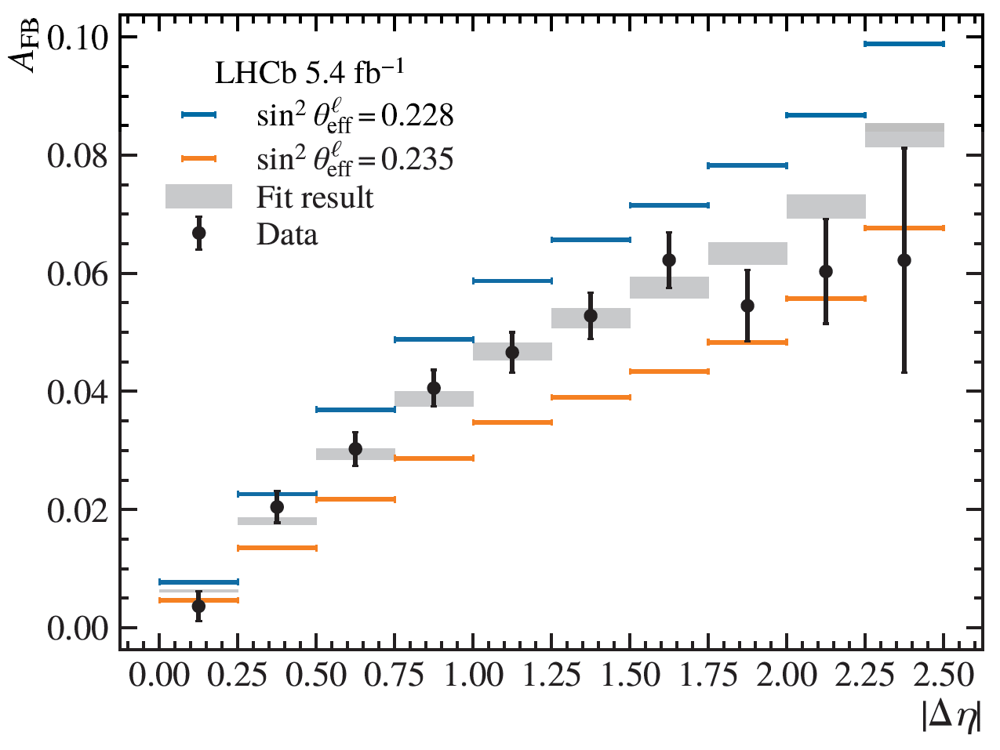 A_FB
0.10
0.08
0.06
0.04
0.02
0.00
LHCb 5.4 fb⁻¹
sin² θ^ℓ_eff = 0.228
sin² θ^ℓ_eff = 0.235
Fit result
Data
0.00 0.25 0.50 0.75 1.00 1.25 1.50 1.75 2.00 2.25 2.50
|Δη|